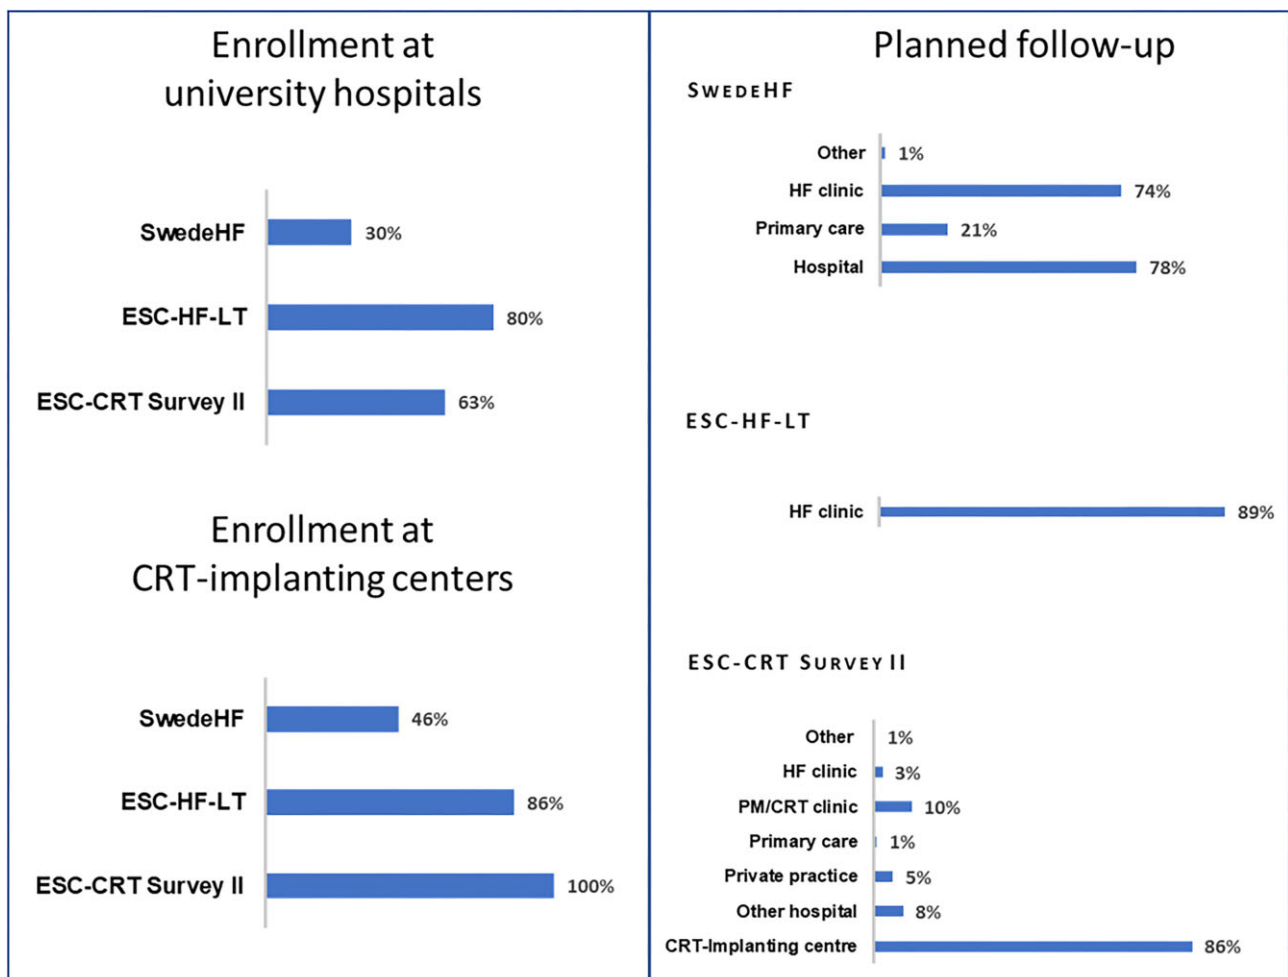 Enrollment at
university hospitals
SwedeHF 30%
ESC-HF-LT 80%
ESC-CRT Survey II 63%
Enrollment at
CRT-implanting centers
SwedeHF 46%
ESC-HF-LT 86%
ESC-CRT Survey II 100%
Planned follow-up
SWEDEHF
Other 1%
HF clinic 74%
Primary care 21%
Hospital 78%
ESC-HF-LT
HF clinic 89%
ESC-CRT SURVEY II
Other 1%
HF clinic 3%
PM/CRT clinic 10%
Primary care 1%
Private practice 5%
Other hospital 8%
CRT-Implanting centre 86%